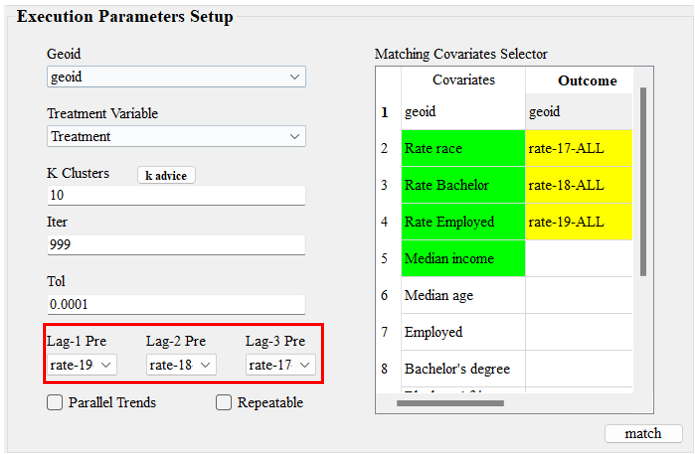 Execution Parameters Setup
Geoid
geoid
Treatment Variable
Treatment
K Clusters k advice
10
Iter
999
Tol
0.0001
Lag-1 Pre Lag-2 Pre Lag-3 Pre
rate-19 rate-18 rate-17
Parallel Trends Repeatable
Matching Covariates Selector
Covariates Outcome
1 geoid geoid
2 Rate race rate-17-ALL
3 Rate Bachelor rate-18-ALL
4 Rate Employed rate-19-ALL
5 Median income
6 Median age
7 Employed
8 Bachelor's degree
match